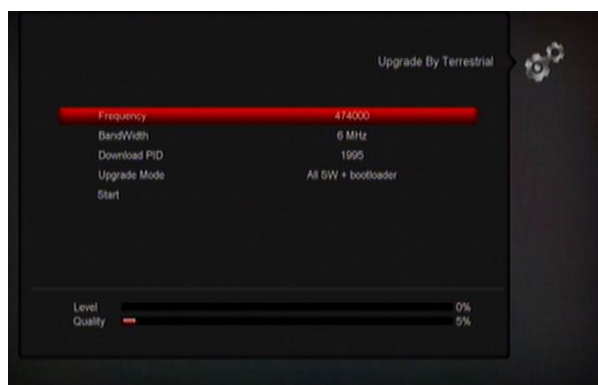 Upgrade By Terrestrial
Frequency 474000
BandWidth 6 MHz
Download PID 1995
Upgrade Mode All SW + bootloader
Start
Level 0%
Quality 5%